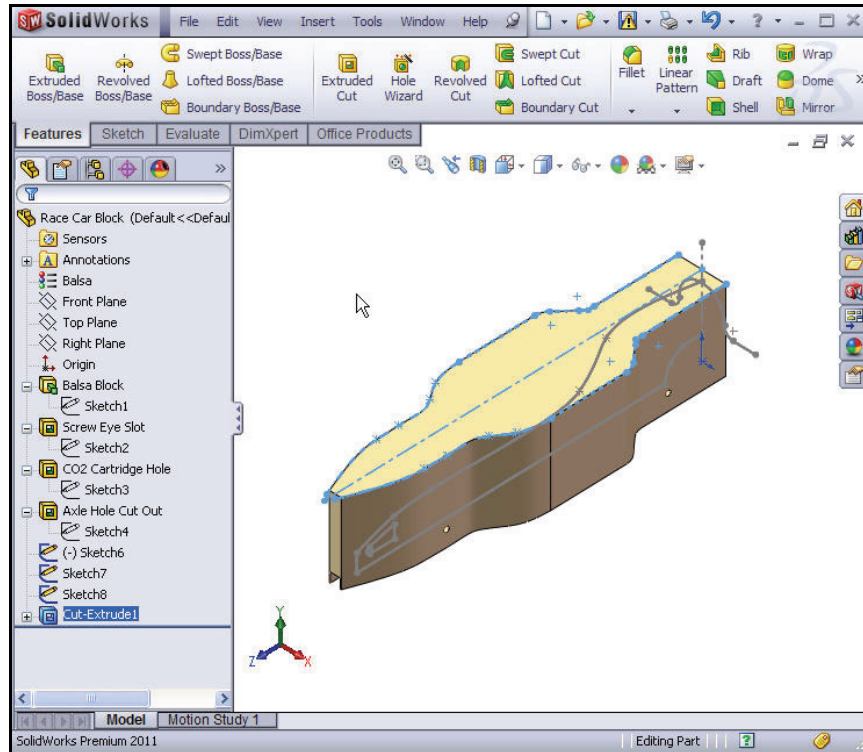 SolidWorks File Edit View Insert Tools Window Help ?
Extruded Boss/Base
Revolved Boss/Base
Swept Boss/Base
Lofted Boss/Base
Boundary Boss/Base
Extruded Cut
Hole Wizard
Revolved Cut
Swept Cut
Lofted Cut
Boundary Cut
Fillet
Linear Pattern
Rib
Draft
Shell
Wrap
Dome
Mirror
Features Sketch Evaluate DimXpert Office Products
Race Car Block (Default<<Defaul
Sensors
Annotations
Balsa
Front Plane
Top Plane
Right Plane
Origin
Balsa Block
Sketch1
Screw Eye Slot
Sketch2
CO2 Cartridge Hole
Sketch3
Axle Hole Cut Out
Sketch4
(-) Sketch6
Sketch7
Sketch8
Cut-Extrude1
Y
Z X
Model Motion Study 1
SolidWorks Premium 2011 Editing Part ?